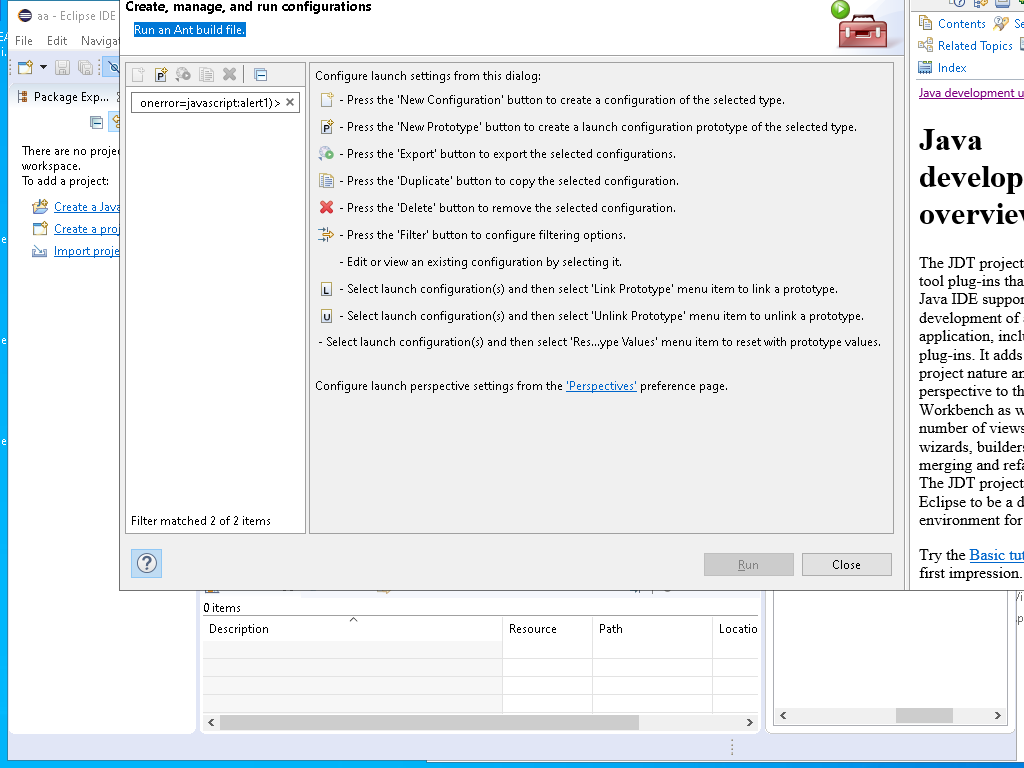 aa - Eclipse IDE
File Edit Navigat
Package Exp...
There are no projec
workspace.
To add a project:
Create a Java
Create a proj
Import proje
Create, manage, and run configurations
Run an Ant build file.
onerror=javascript:alert1)>
Filter matched 2 of 2 items
Configure launch settings from this dialog:
- Press the 'New Configuration' button to create a configuration of the selected type.
- Press the 'New Prototype' button to create a launch configuration prototype of the selected type.
- Press the 'Export' button to export the selected configurations.
- Press the 'Duplicate' button to copy the selected configuration.
- Press the 'Delete' button to remove the selected configuration.
- Press the 'Filter' button to configure filtering options.
- Edit or view an existing configuration by selecting it.
L - Select launch configuration(s) and then select 'Link Prototype' menu item to link a prototype.
U - Select launch configuration(s) and then select 'Unlink Prototype' menu item to unlink a prototype.
- Select launch configuration(s) and then select 'Res...ype Values' menu item to reset with prototype values.
Configure launch perspective settings from the 'Perspectives' preference page.
Run Close
Contents Se
Related Topics
Index
Java development u
Java
develop
overview
The JDT project
tool plug-ins tha
Java IDE suppor
development of a
application, inclu
plug-ins. It adds
project nature an
perspective to th
Workbench as w
number of views
wizards, builders
merging and refa
The JDT project
Eclipse to be a d
environment for
Try the Basic tut
first impression.
0 items
Description Resource Path Locatio